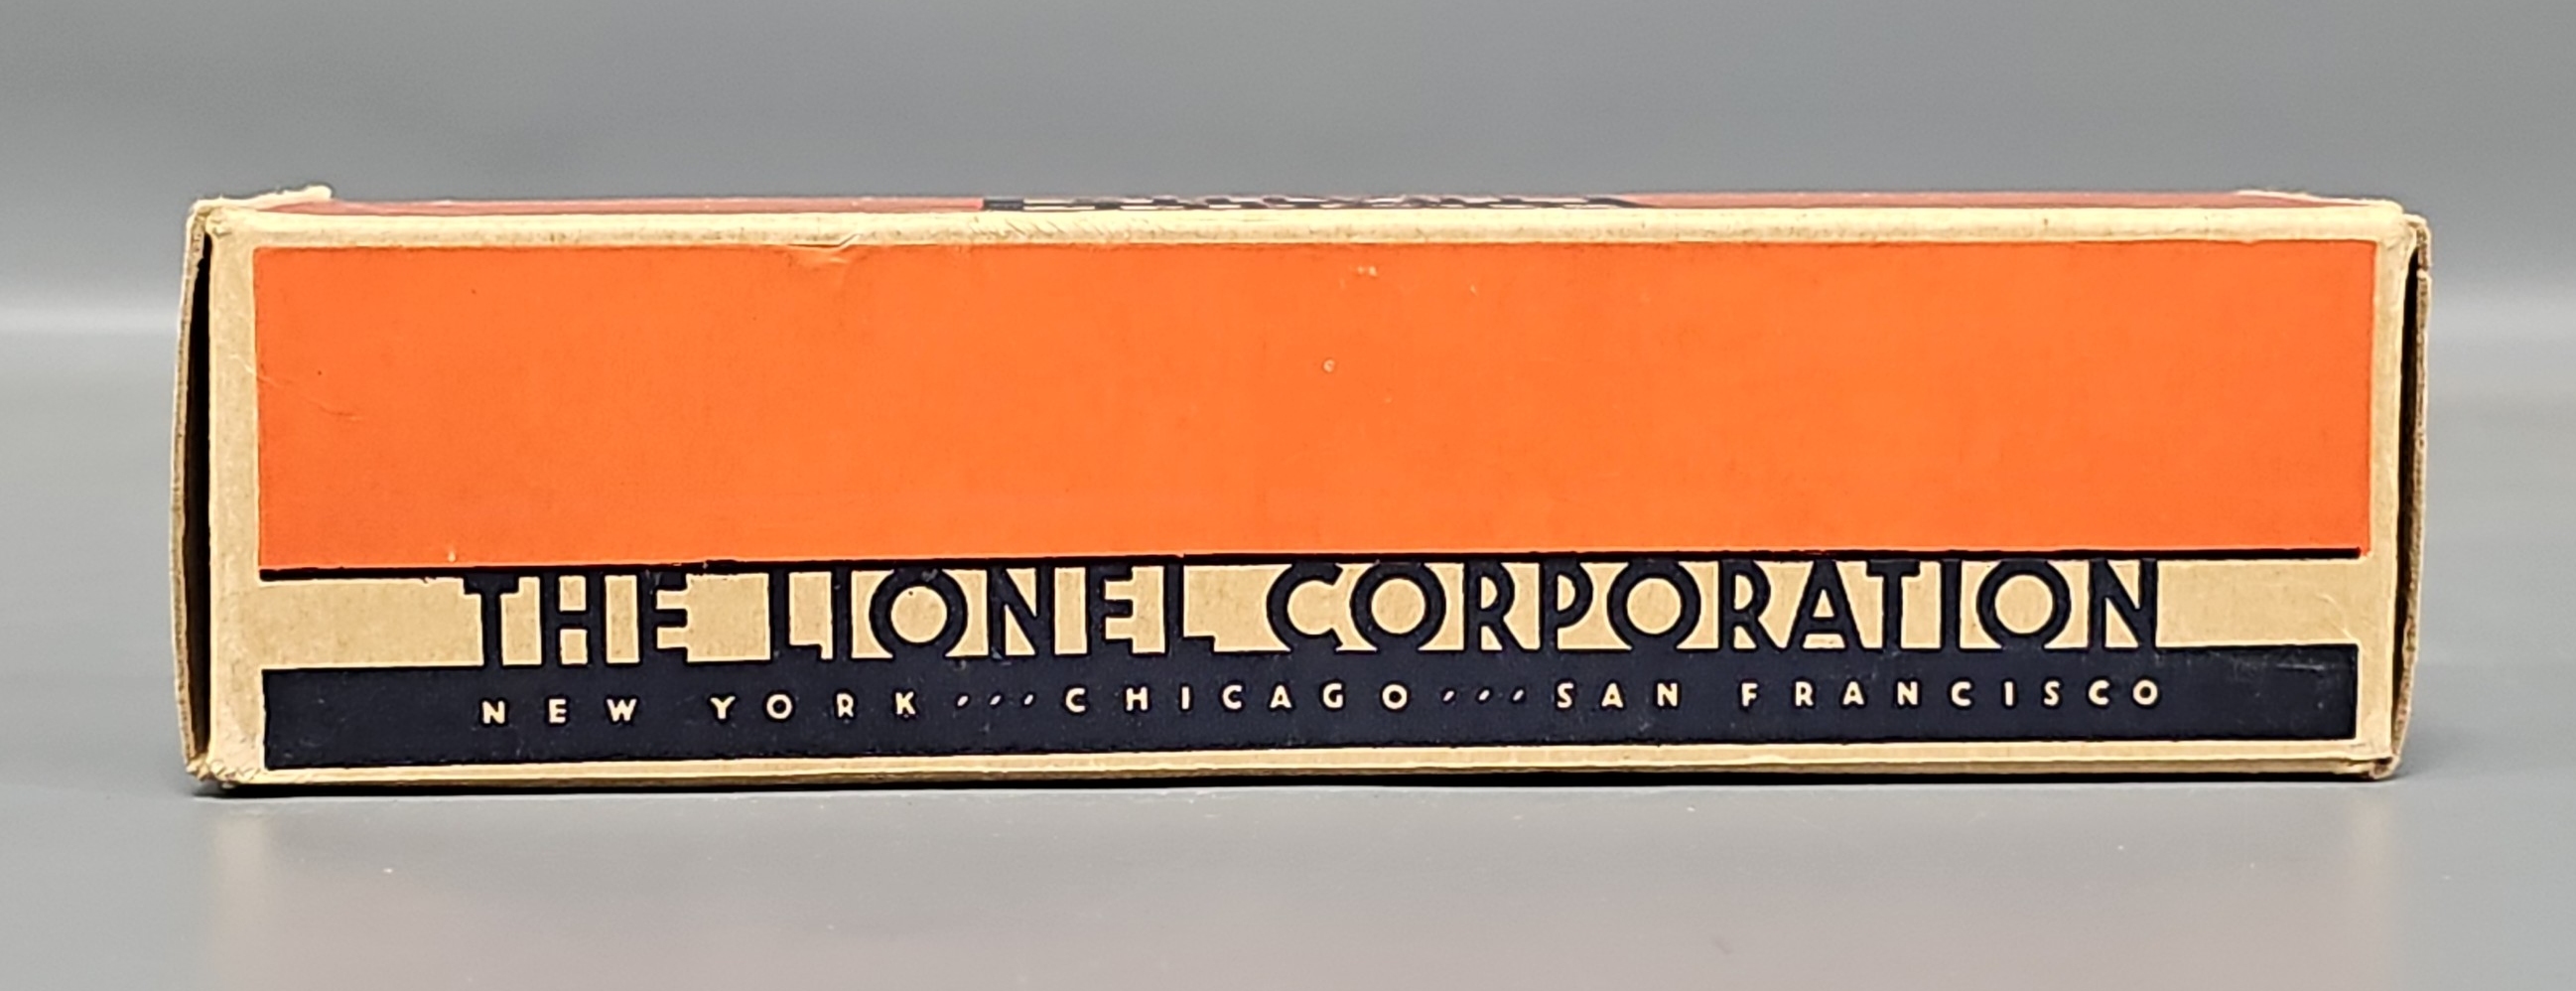 THE LIONEL CORPORATION
NEW YORK ··· CHICAGO ··· SAN FRANCISCO